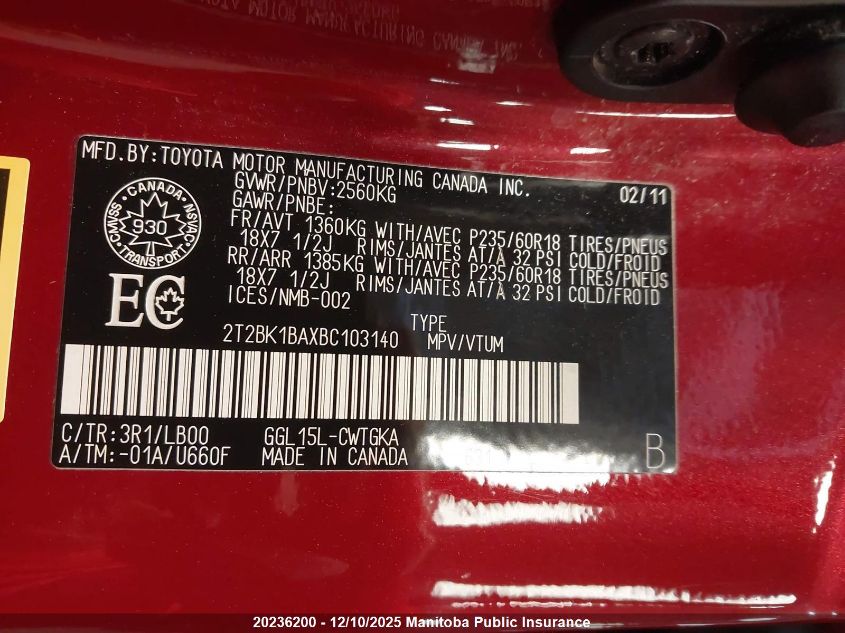 MFD.BY:TOYOTA MOTOR MANUFACTURING CANADA INC.
GVWR/PNBV:2560KG 02/11
GAWR/PNBE:
FR/AVT 1360KG WITH/AVEC P235/60R18 TIRES/PNEUS
18X7 1/2J RIMS/JANTES AT/À 32 PSI COLD/FROID
RR/ARR 1385KG WITH/AVEC P235/60R18 TIRES/PNEUS
18X7 1/2J RIMS/JANTES AT/À 32 PSI COLD/FROID
ICES/NMB-002
CANADA
CMVSS
930
NSVAC
TRANSPORT
EC
TYPE
2T2BK1BAXBC103140 MPV/VTUM
C/TR:3R1/LB00 GGL15L-CWTGKA
A/TM:-01A/U660F MADE IN CANADA
B
20236200 - 12/10/2025 Manitoba Public Insurance